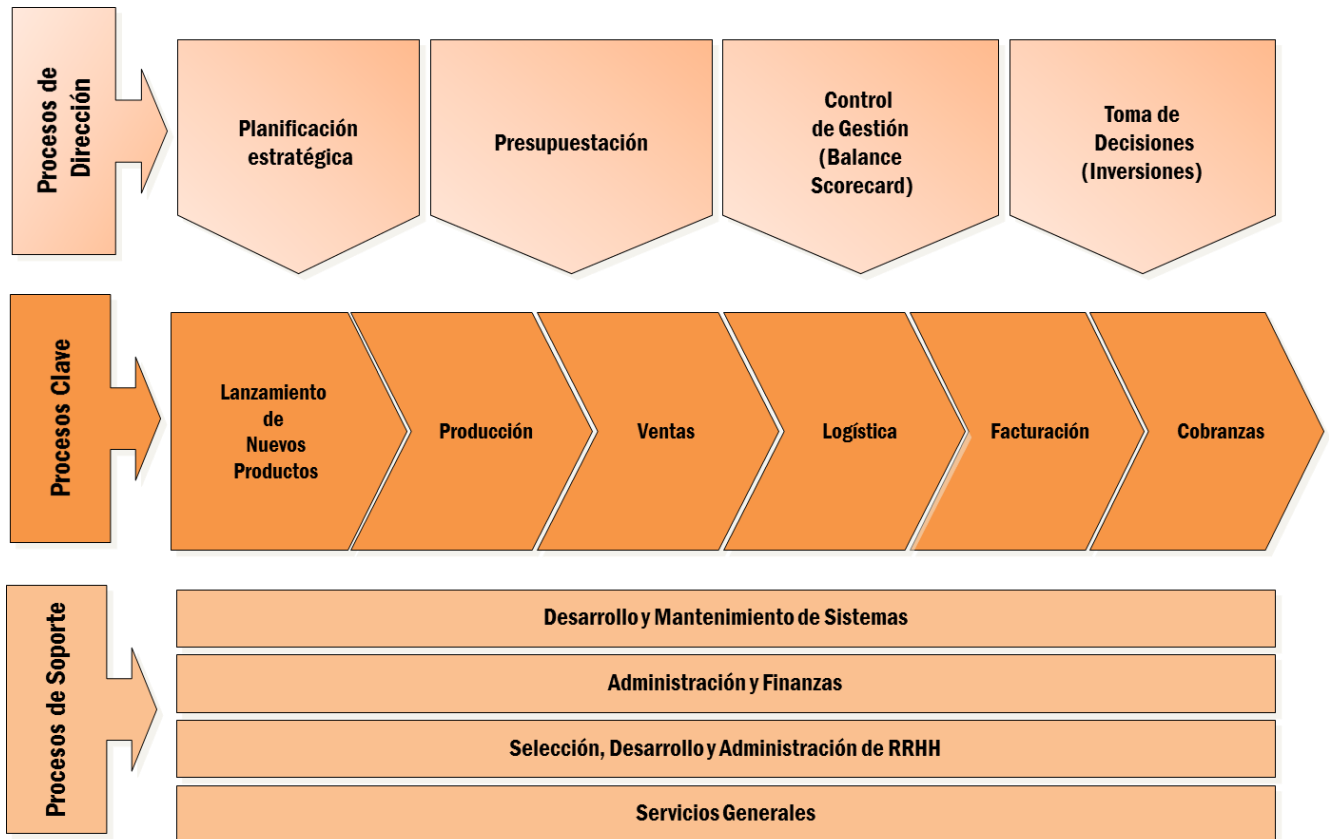 Procesos de
Dirección
Planificación
estratégica
Presupuestación
Control
de Gestión
(Balance
Scorecard)
Toma de
Decisiones
(Inversiones)
Procesos Clave
Lanzamiento
de
Nuevos
Productos
Producción
Ventas
Logística
Facturación
Cobranzas
Procesos de Soporte
Desarrollo y Mantenimiento de Sistemas
Administración y Finanzas
Selección, Desarrollo y Administración de RRHH
Servicios Generales